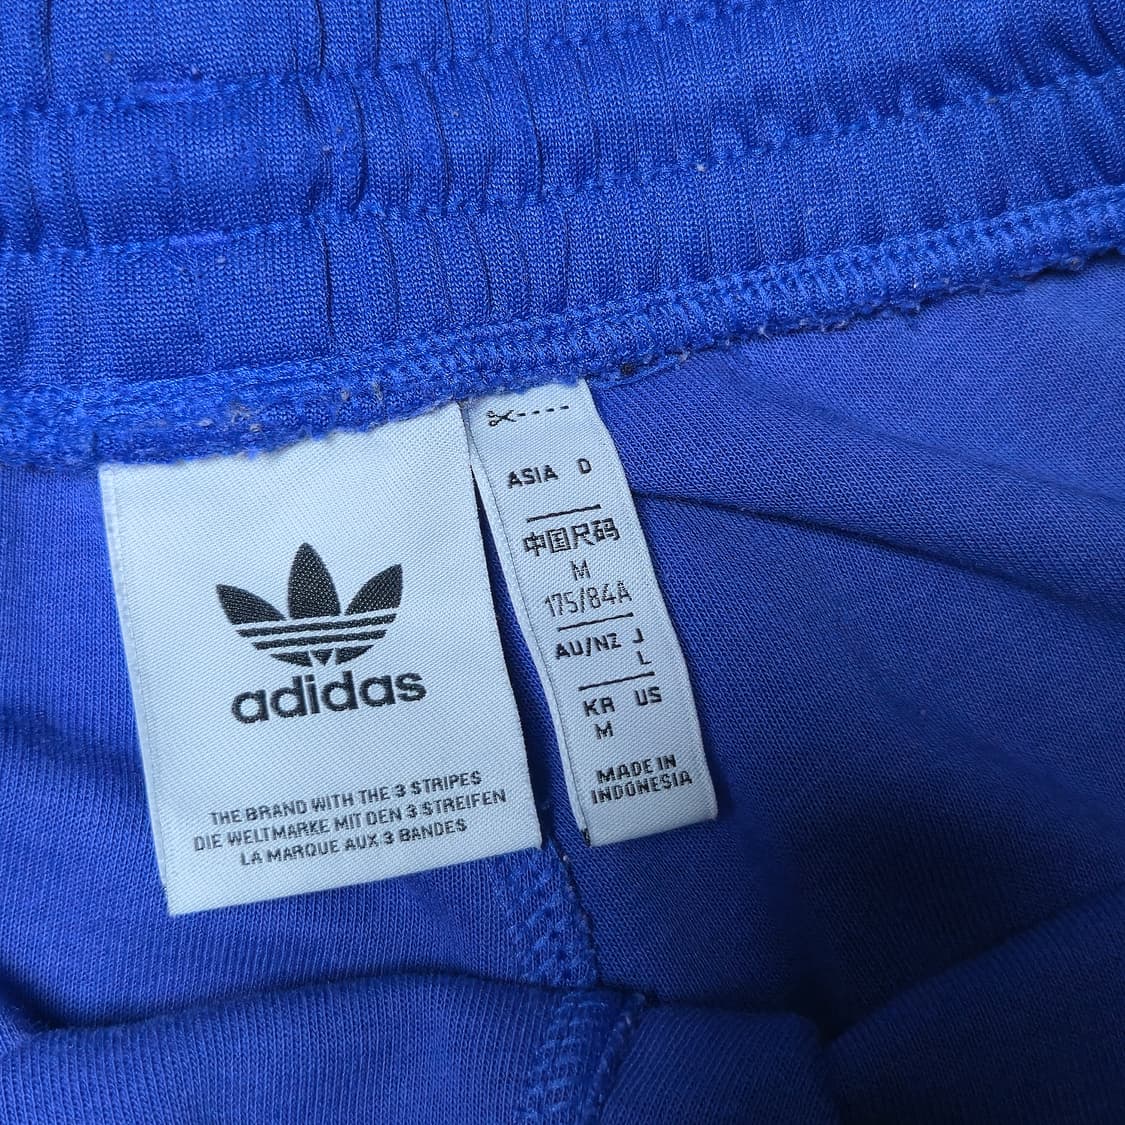 adidas
THE BRAND WITH THE 3 STRIPES
DIE WELTMARKE MIT DEN 3 STREIFEN
LA MARQUE AUX 3 BANDES
ASIA D
中国尺码
M
175/84A
AU/NZ J
L
KR US
M
MADE IN
INDONESIA